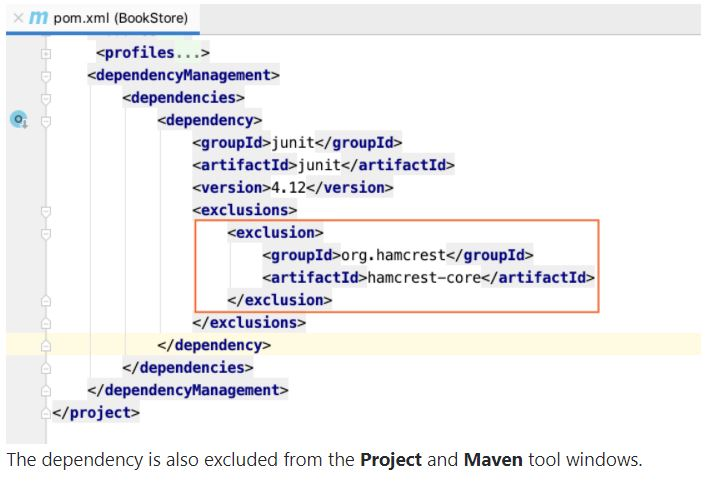 pom.xml (BookStore)
<profiles...>
<dependencyManagement>
<dependencies>
<dependency>
<groupId>junit</groupId>
<artifactId>junit</artifactId>
<version>4.12</version>
<exclusions>
<exclusion>
<groupId>org.hamcrest</groupId>
<artifactId>hamcrest-core</artifactId>
</exclusion>
</exclusions>
</dependency>
</dependencies>
</dependencyManagement>
</project>
The dependency is also excluded from the Project and Maven tool windows.